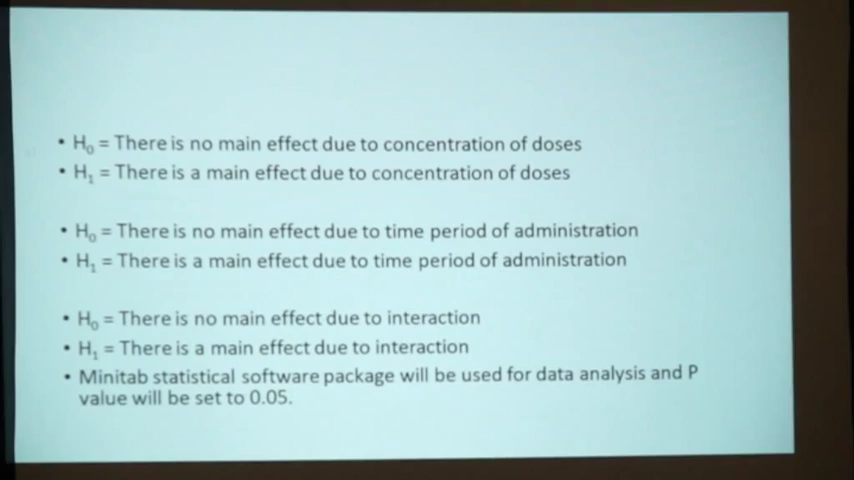 • H₀ = There is no main effect due to concentration of doses
• H₁ = There is a main effect due to concentration of doses
• H₀ = There is no main effect due to time period of administration
• H₁ = There is a main effect due to time period of administration
• H₀ = There is no main effect due to interaction
• H₁ = There is a main effect due to interaction
• Minitab statistical software package will be used for data analysis and P
value will be set to 0.05.